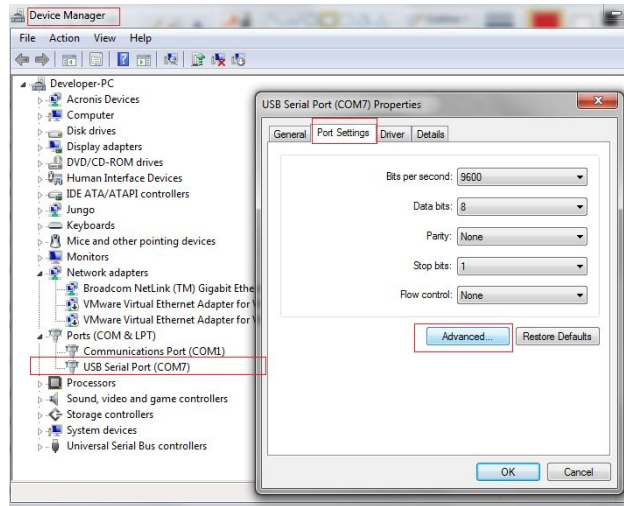 Device Manager
File Action View Help
Developer-PC
Acronis Devices
Computer
Disk drives
Display adapters
DVD/CD-ROM drives
Human Interface Devices
IDE ATA/ATAPI controllers
Jungo
Keyboards
Mice and other pointing devices
Monitors
Network adapters
Broadcom NetLink (TM) Gigabit Ethe
VMware Virtual Ethernet Adapter for
VMware Virtual Ethernet Adapter for
Ports (COM & LPT)
Communications Port (COM1)
USB Serial Port (COM7)
Processors
Sound, video and game controllers
Storage controllers
System devices
Universal Serial Bus controllers
USB Serial Port (COM7) Properties
General Port Settings Driver Details
Bits per second: 9600
Data bits: 8
Parity: None
Stop bits: 1
Flow control: None
Advanced... Restore Defaults
OK Cancel